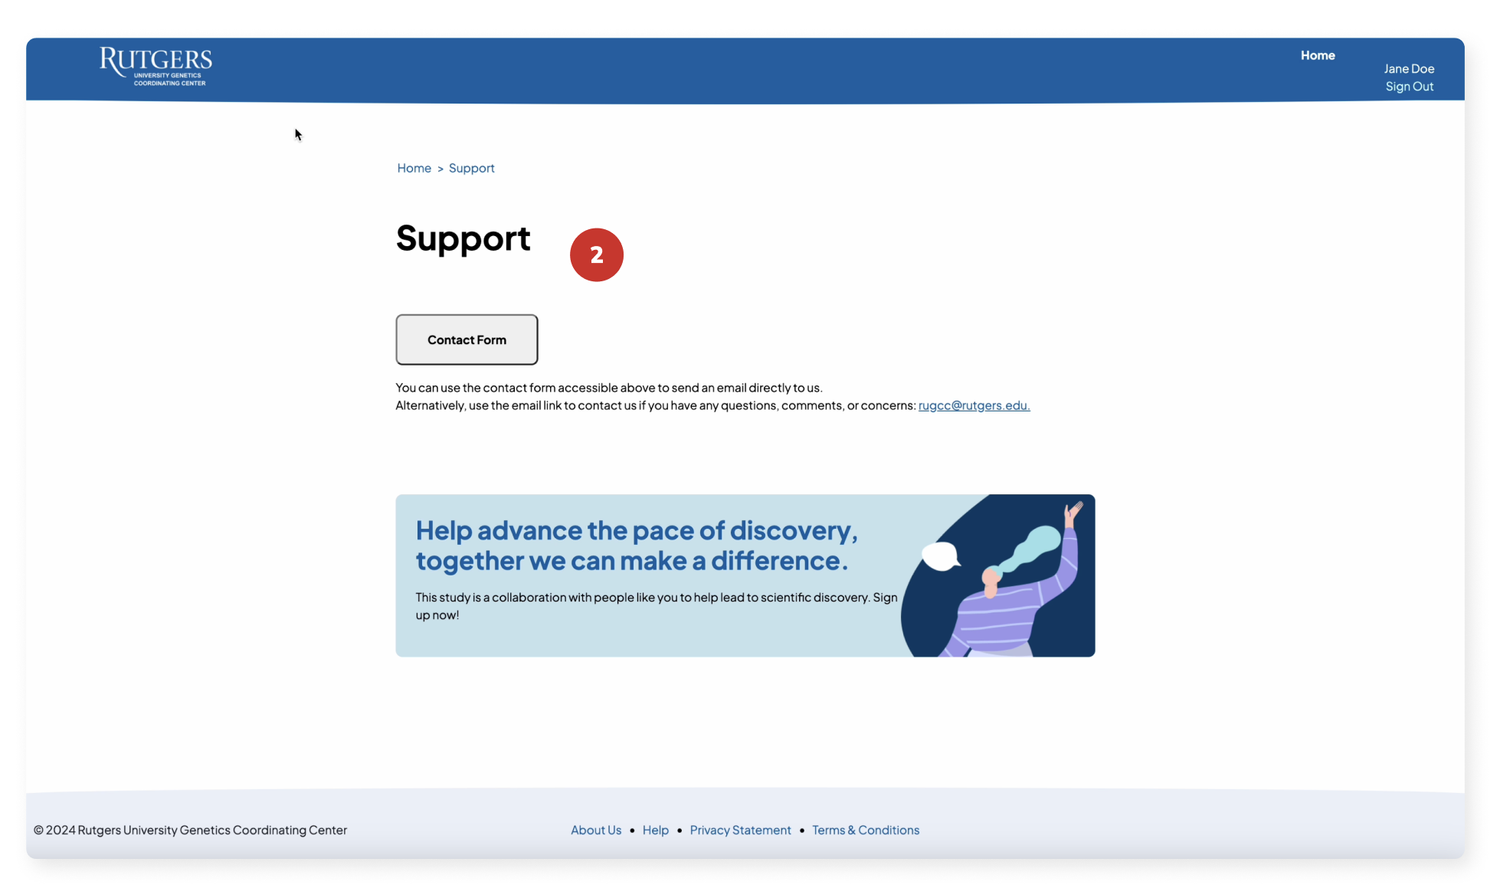 RUTGERS
UNIVERSITY GENETICS
COORDINATING CENTER
Home
Jane Doe
Sign Out
Home > Support
Support
2
Contact Form
You can use the contact form accessible above to send an email directly to us.
Alternatively, use the email link to contact us if you have any questions, comments, or concerns: rugcc@rutgers.edu.
Help advance the pace of discovery,
together we can make a difference.
This study is a collaboration with people like you to help lead to scientific discovery. Sign
up now!
© 2024 Rutgers University Genetics Coordinating Center
About Us • Help • Privacy Statement • Terms & Conditions